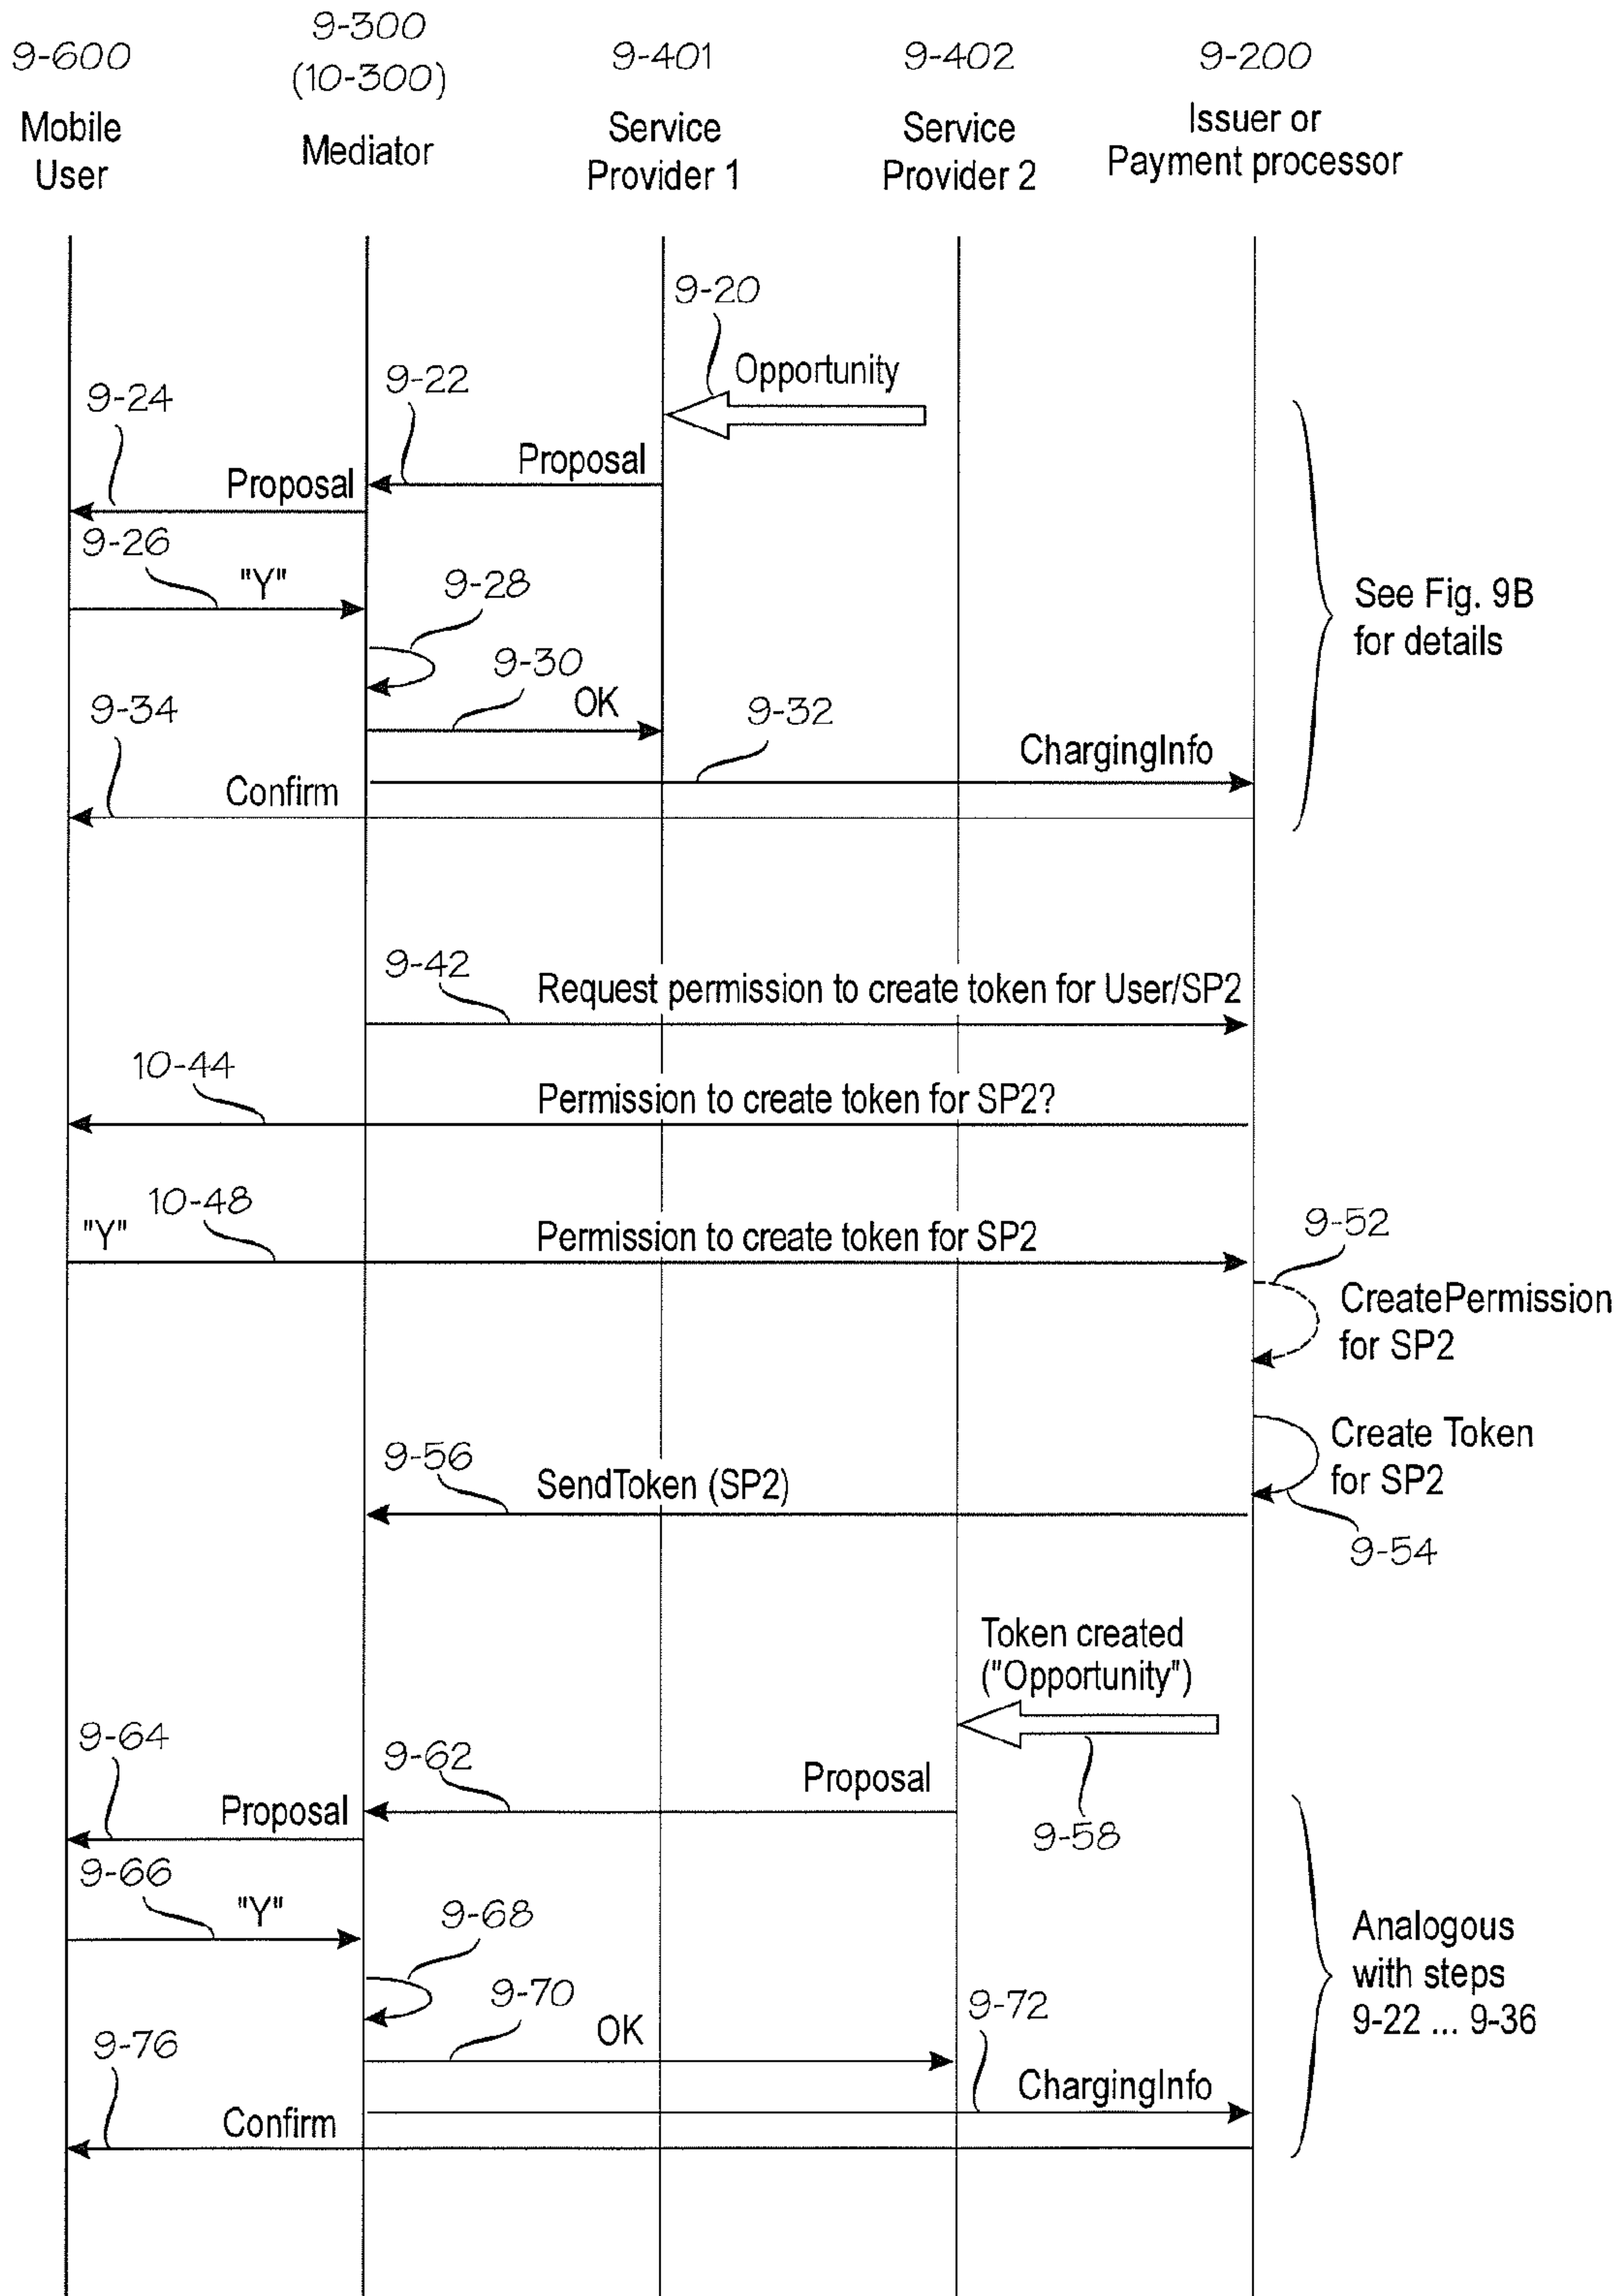 9-600
9-300
(10-300)
9-401
9-402
9-200
Mobile
User
Mediator
Service
Provider 1
Service
Provider 2
Issuer or
Payment processor
9-20
Opportunity
9-22
9-24
Proposal
Proposal
9-26
"Y"
9-28
See Fig. 9B
for details
9-30
OK
9-34
9-32
ChargingInfo
Confirm
9-42
Request permission to create token for User/SP2
10-44
Permission to create token for SP2?
10-48
"Y"
Permission to create token for SP2
9-52
CreatePermission
for SP2
Create Token
for SP2
9-56
SendToken (SP2)
9-54
Token created
("Opportunity")
9-64
9-62
Proposal
Proposal
9-58
9-66
"Y"
9-68
Analogous
with steps
9-22 ... 9-36
9-70
OK
9-72
9-76
ChargingInfo
Confirm